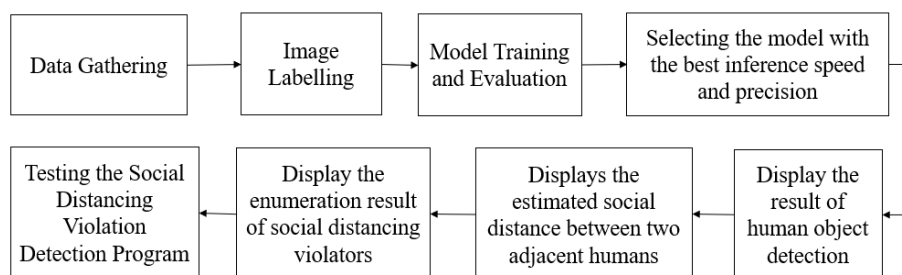 Data Gathering
Image
Labelling
Model Training
and Evaluation
Selecting the model with
the best inference speed
and precision
Display the
result of
human object
detection
Displays the
estimated social
distance between two
adjacent humans
Display the
enumeration result
of social distancing
violators
Testing the Social
Distancing
Violation
Detection Program